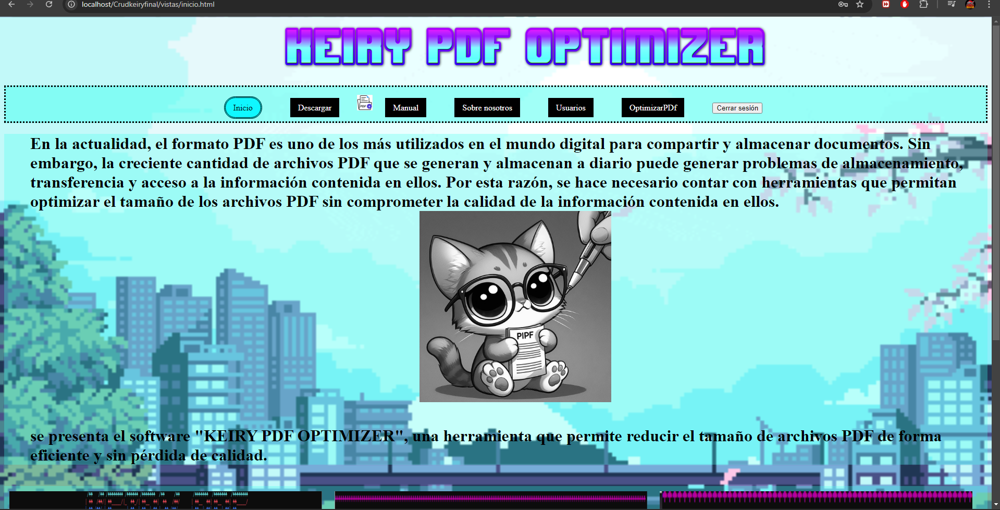 localhost/Crudkeiryfinal/vistas/inicio.html
KEIRY PDF OPTIMIZER
Inicio
Descargar
PDF
Manual
Sobre nosotros
Usuarios
OptimizarPDf
Cerrar sesión
En la actualidad, el formato PDF es uno de los más utilizados en el mundo digital para compartir y almacenar documentos. Sin
embargo, la creciente cantidad de archivos PDF que se generan y almacenan a diario puede generar problemas de almacenamiento,
transferencia y acceso a la información contenida en ellos. Por esta razón, se hace necesario contar con herramientas que permitan
optimizar el tamaño de los archivos PDF sin comprometer la calidad de la información contenida en ellos.
PIPF
se presenta el software "KEIRY PDF OPTIMIZER", una herramienta que permite reducir el tamaño de archivos PDF de forma
eficiente y sin pérdida de calidad.